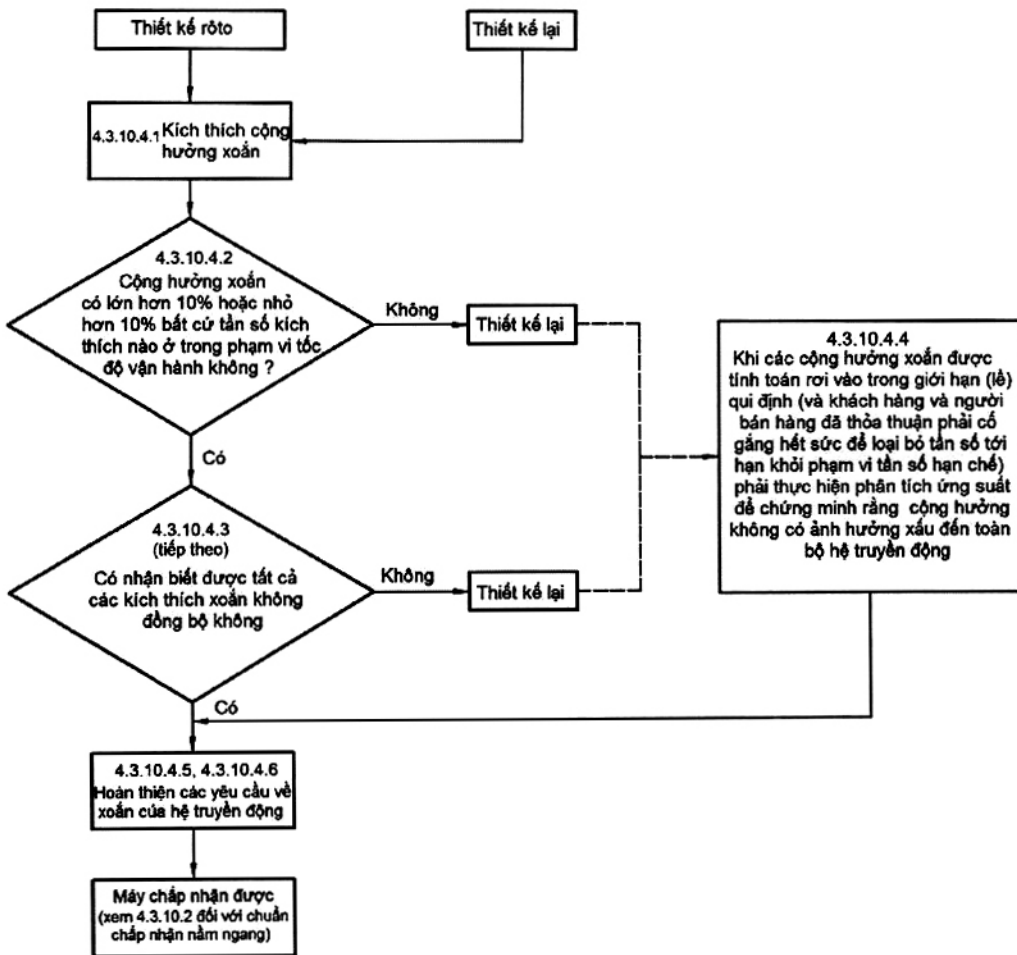 Thiết kế rôto
Thiết kế lại
4.3.10.4.1 Kích thích cộng
hưởng xoắn
4.3.10.4.2
Cộng hưởng xoắn
có lớn hơn 10% hoặc nhỏ
hơn 10% bất cứ tần số kích
thích nào ở trong phạm vi tốc
độ vận hành không ?
Không
Thiết kế lại
4.3.10.4.4
Khi các cộng hưởng xoắn được
tính toán rơi vào trong giới hạn (lề)
qui định (và khách hàng và người
bán hàng đã thỏa thuận phải cố
gắng hết sức để loại bỏ tần số tới
hạn khỏi phạm vi tần số hạn chế)
phải thực hiện phân tích ứng suất
để chứng minh rằng cộng hưởng
không có ảnh hưởng xấu đến toàn
bộ hệ truyền động
Có
4.3.10.4.3
(tiếp theo)
Có nhận biết được tất cả
các kích thích xoắn không
đồng bộ không
Không
Thiết kế lại
Có
4.3.10.4.5, 4.3.10.4.6
Hoàn thiện các yêu cầu về
xoắn của hệ truyền động
Máy chấp nhận được
(xem 4.3.10.2 đối với chuẩn
chấp nhận nằm ngang)